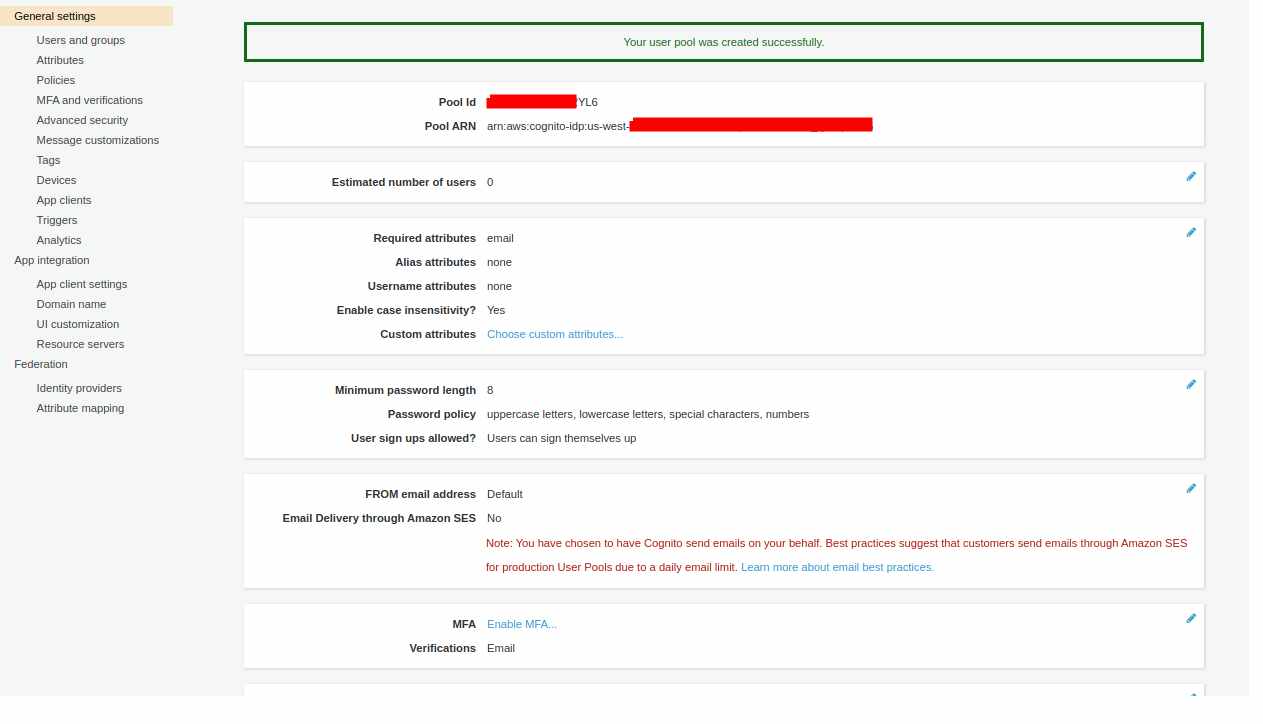 General settings
Users and groups
Attributes
Policies
MFA and verifications
Advanced security
Message customizations
Tags
Devices
App clients
Triggers
Analytics
App integration
App client settings
Domain name
UI customization
Resource servers
Federation
Identity providers
Attribute mapping
Your user pool was created successfully.
Pool Id YL6
Pool ARN arn:aws:cognito-idp:us-west-
Estimated number of users 0
Required attributes email
Alias attributes none
Username attributes none
Enable case insensitivity? Yes
Custom attributes Choose custom attributes...
Minimum password length 8
Password policy uppercase letters, lowercase letters, special characters, numbers
User sign ups allowed? Users can sign themselves up
FROM email address Default
Email Delivery through Amazon SES No
Note: You have chosen to have Cognito send emails on your behalf. Best practices suggest that customers send emails through Amazon SES
for production User Pools due to a daily email limit. Learn more about email best practices.
MFA Enable MFA...
Verifications Email